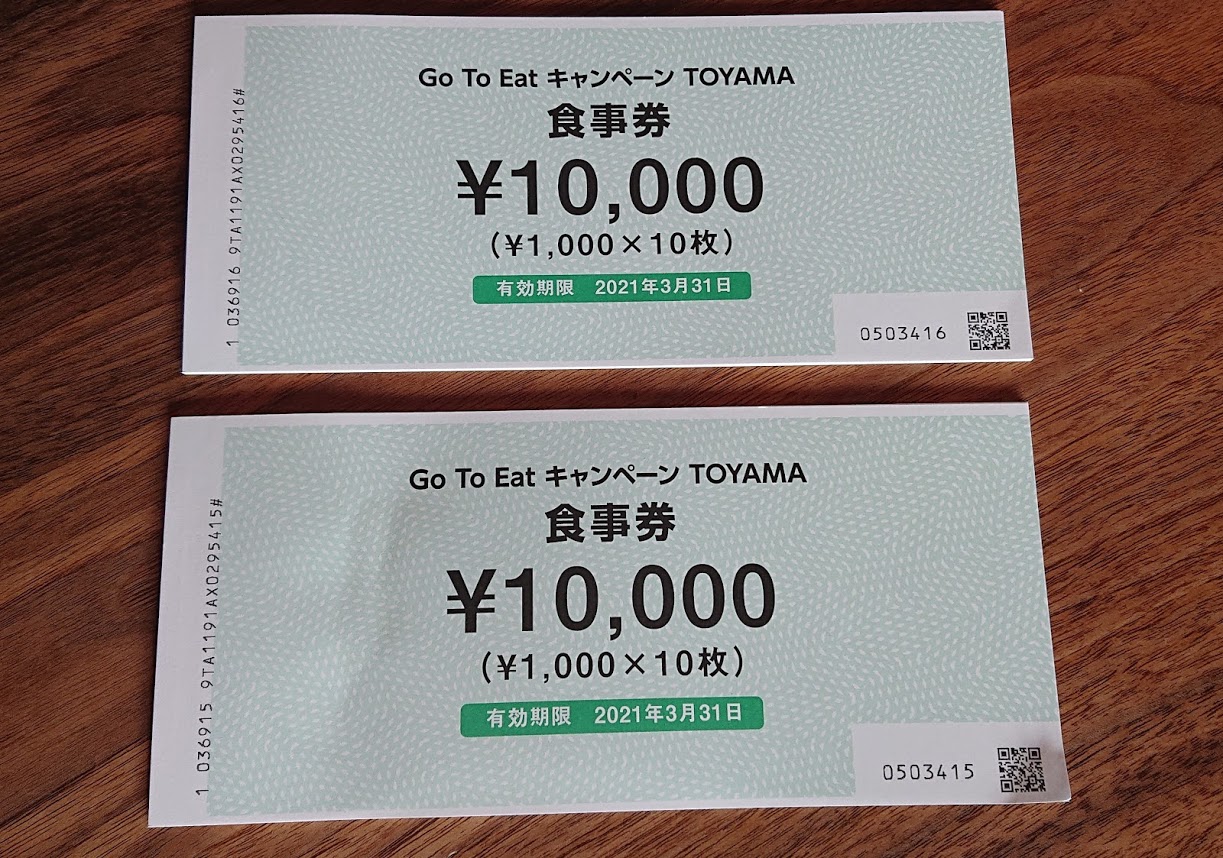 Go To Eat キャンペーン TOYAMA
食事券
¥10,000
(¥1,000×10枚)
有効期限 2021年3月31日
0503416
1 036916 9TA1191AX0295416#
Go To Eat キャンペーン TOYAMA
食事券
¥10,000
(¥1,000×10枚)
有効期限 2021年3月31日
0503415
1 036915 9TA1191AX0295415#